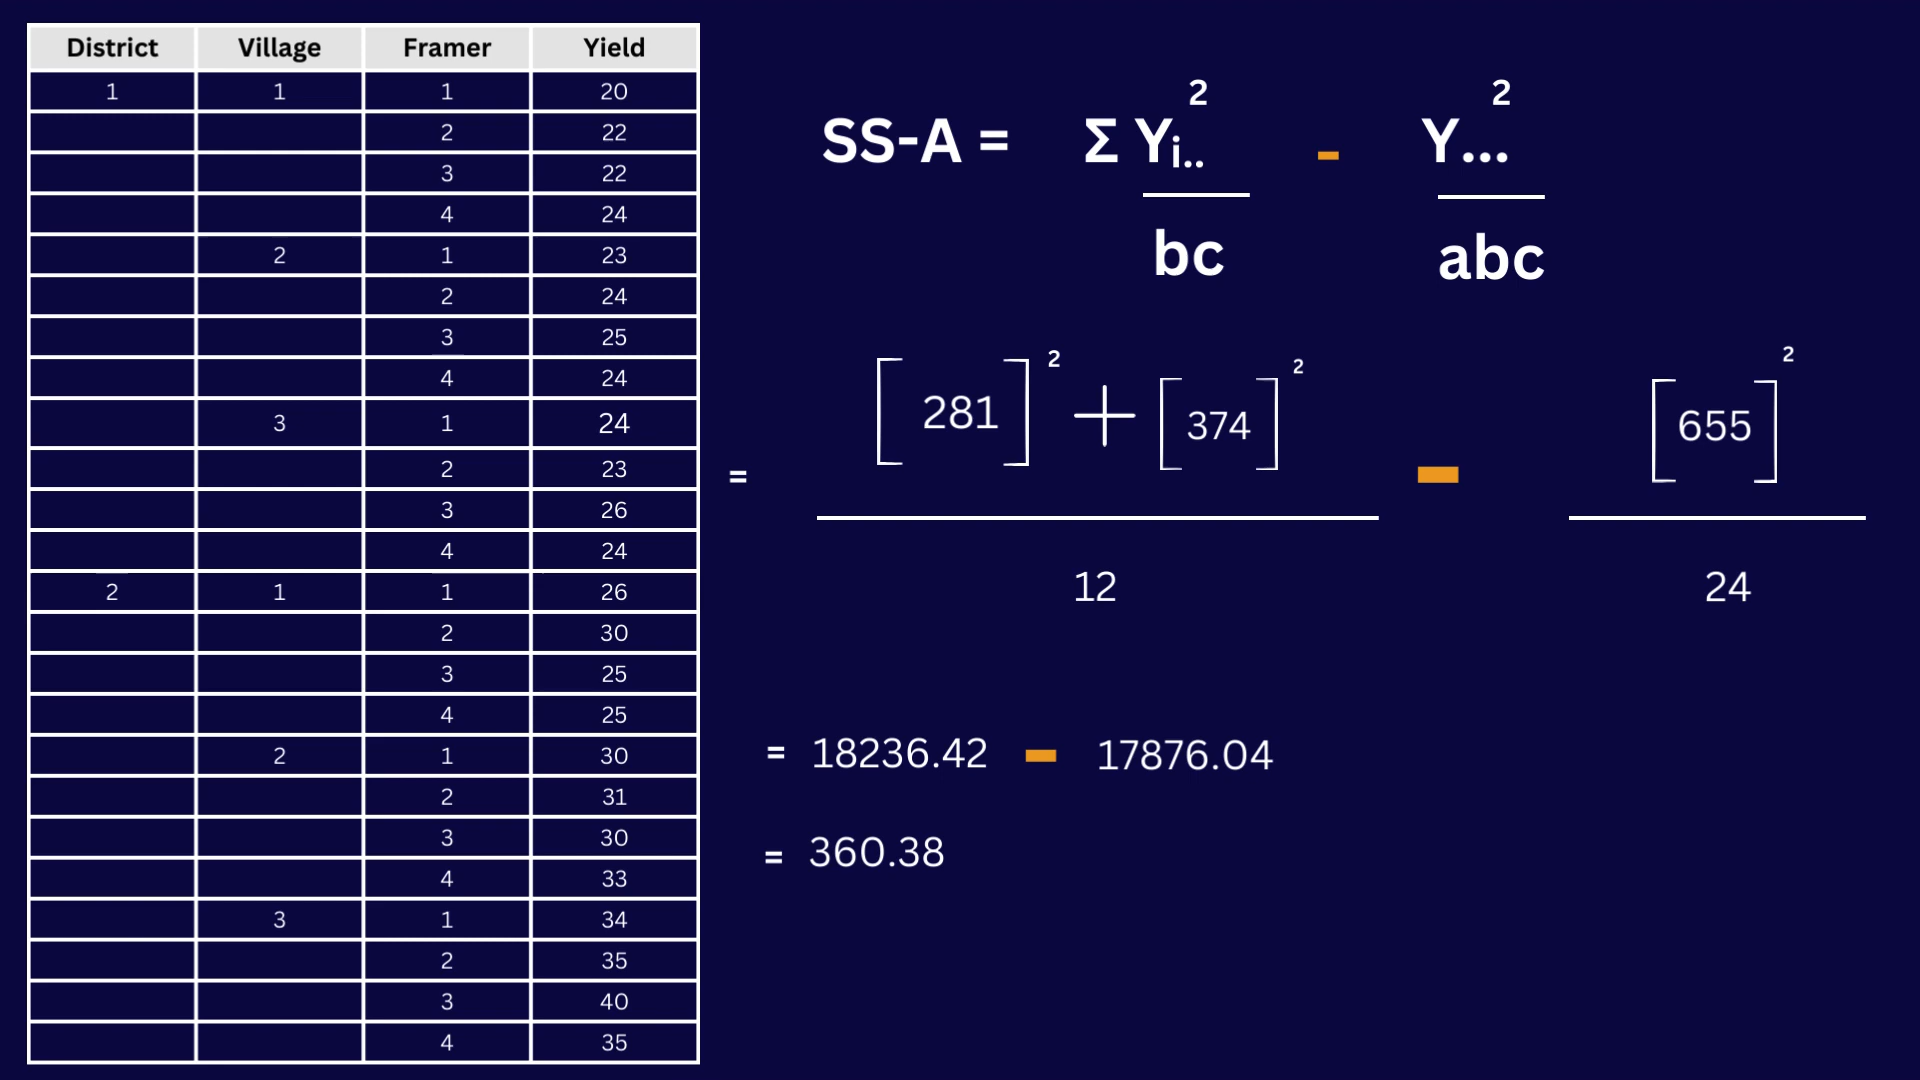 District Village Framer Yield
1 1 1 20
2 22
3 22
4 24
2 1 23
2 24
3 25
4 24
3 1 24
2 23
3 26
4 24
2 1 1 26
2 30
3 25
4 25
2 1 30
2 31
3 30
4 33
3 1 34
2 35
3 40
4 35
2 2
SS-A = Σ Yi.. - Y...
bc abc
2 2 2
= [ 281 ] + [ 374 ] - [ 655 ]
12 24
= 18236.42 - 17876.04
= 360.38